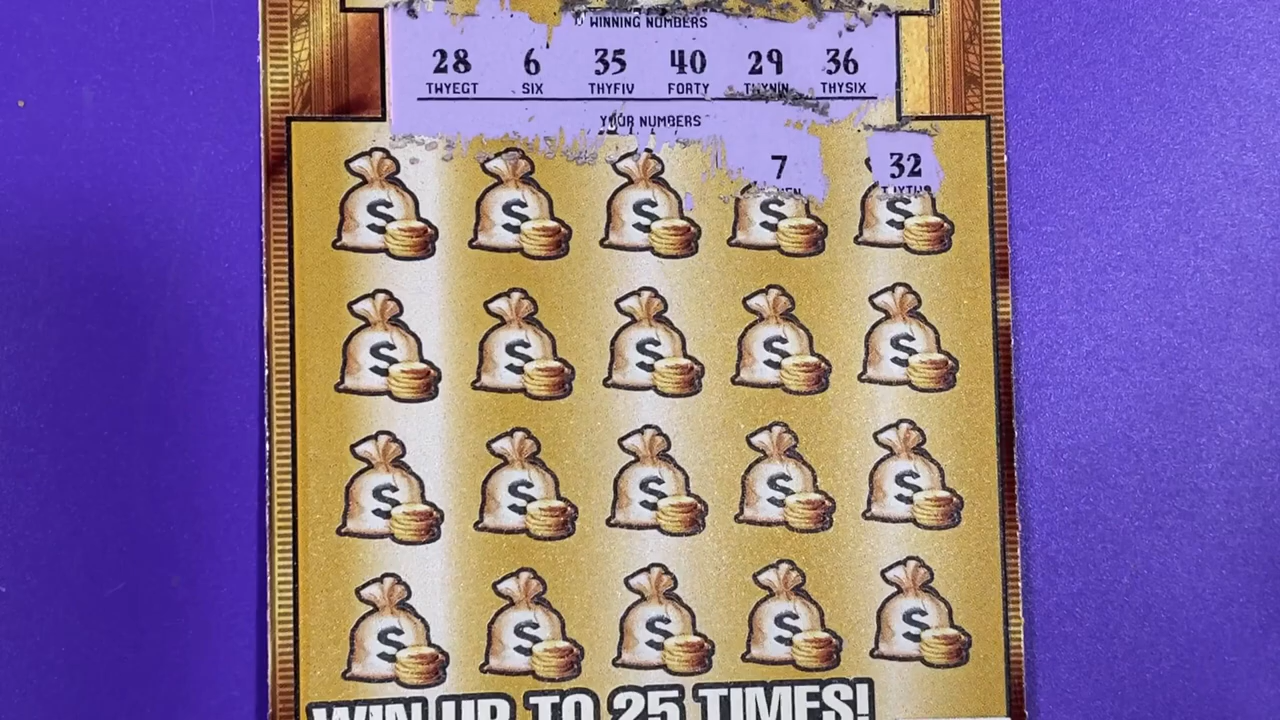 WINNING NUMBERS
28 6 35 40 29 36
TWYEGT SIX THYFIV FORTY THYNIN THYSIX
YOUR NUMBERS
7 32
WIN UP TO 25 TIMES!